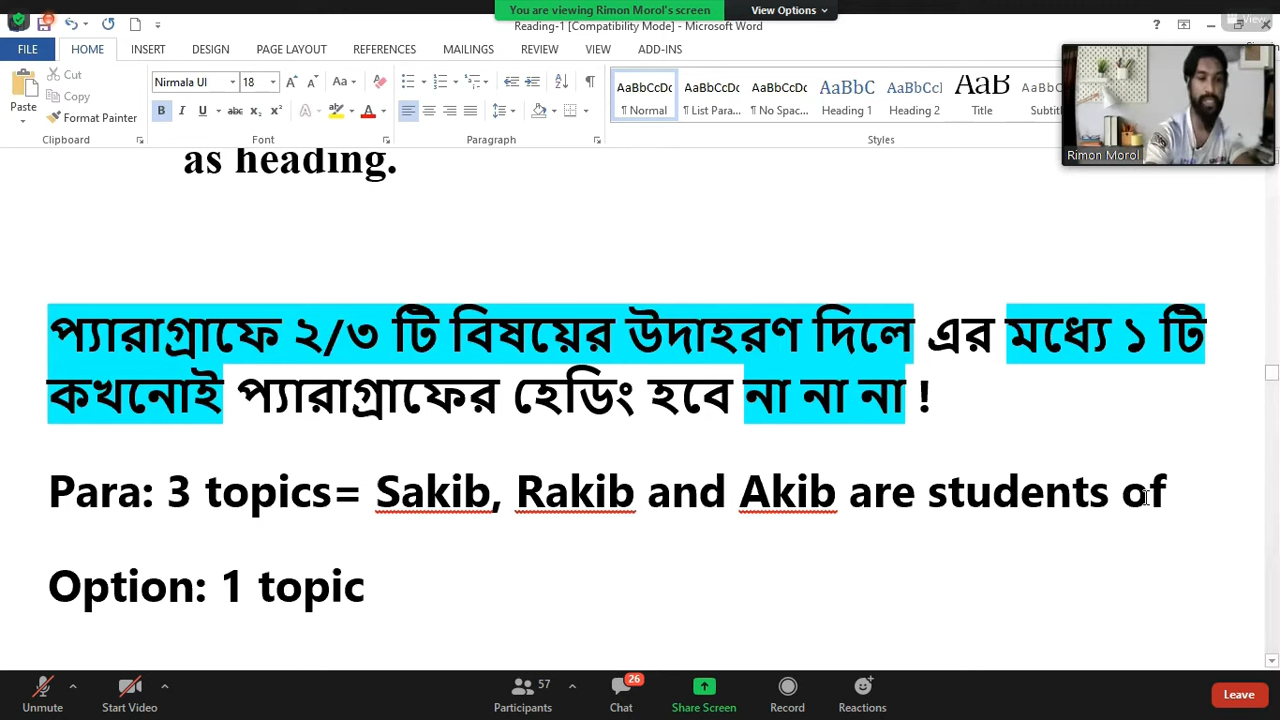 You are viewing Rimon Morol's screen
View Options
View
Reading-1 [Compatibility Mode] - Microsoft Word
FILE HOME INSERT DESIGN PAGE LAYOUT REFERENCES MAILINGS REVIEW VIEW ADD-INS
Paste
Cut
Copy
Format Painter
Clipboard
Nirmala UI 18
Font
Paragraph
AaBbCcDc AaBbCcDc AaBbCcDc AaBbC AaBbCcl AaB AaBbCcD
¶ Normal ¶ List Para... ¶ No Spac... Heading 1 Heading 2 Title Subtitl
Styles
Rimon Morol
as heading.
প্যারাগ্রাফে ২/৩ টি বিষয়ের উদাহরণ দিলে এর মধ্যে ১ টি
কখনোই প্যারাগ্রাফের হেডিং হবে না না না !
Para: 3 topics= Sakib, Rakib and Akib are students of
Option: 1 topic
Unmute
Start Video
57
Participants
26
Chat
Share Screen
Record
Reactions
Leave